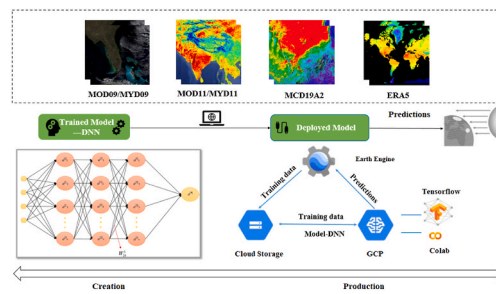 MOD09/MYD09
MOD11/MYD11
MCD19A2
ERA5
Predictions
Trained Model
—DNN
Deployed Model
Earth Engine
Training data
Predictions
Tensorflow
Training data
Model-DNN
Cloud Storage
GCP
Colab
Creation
Production